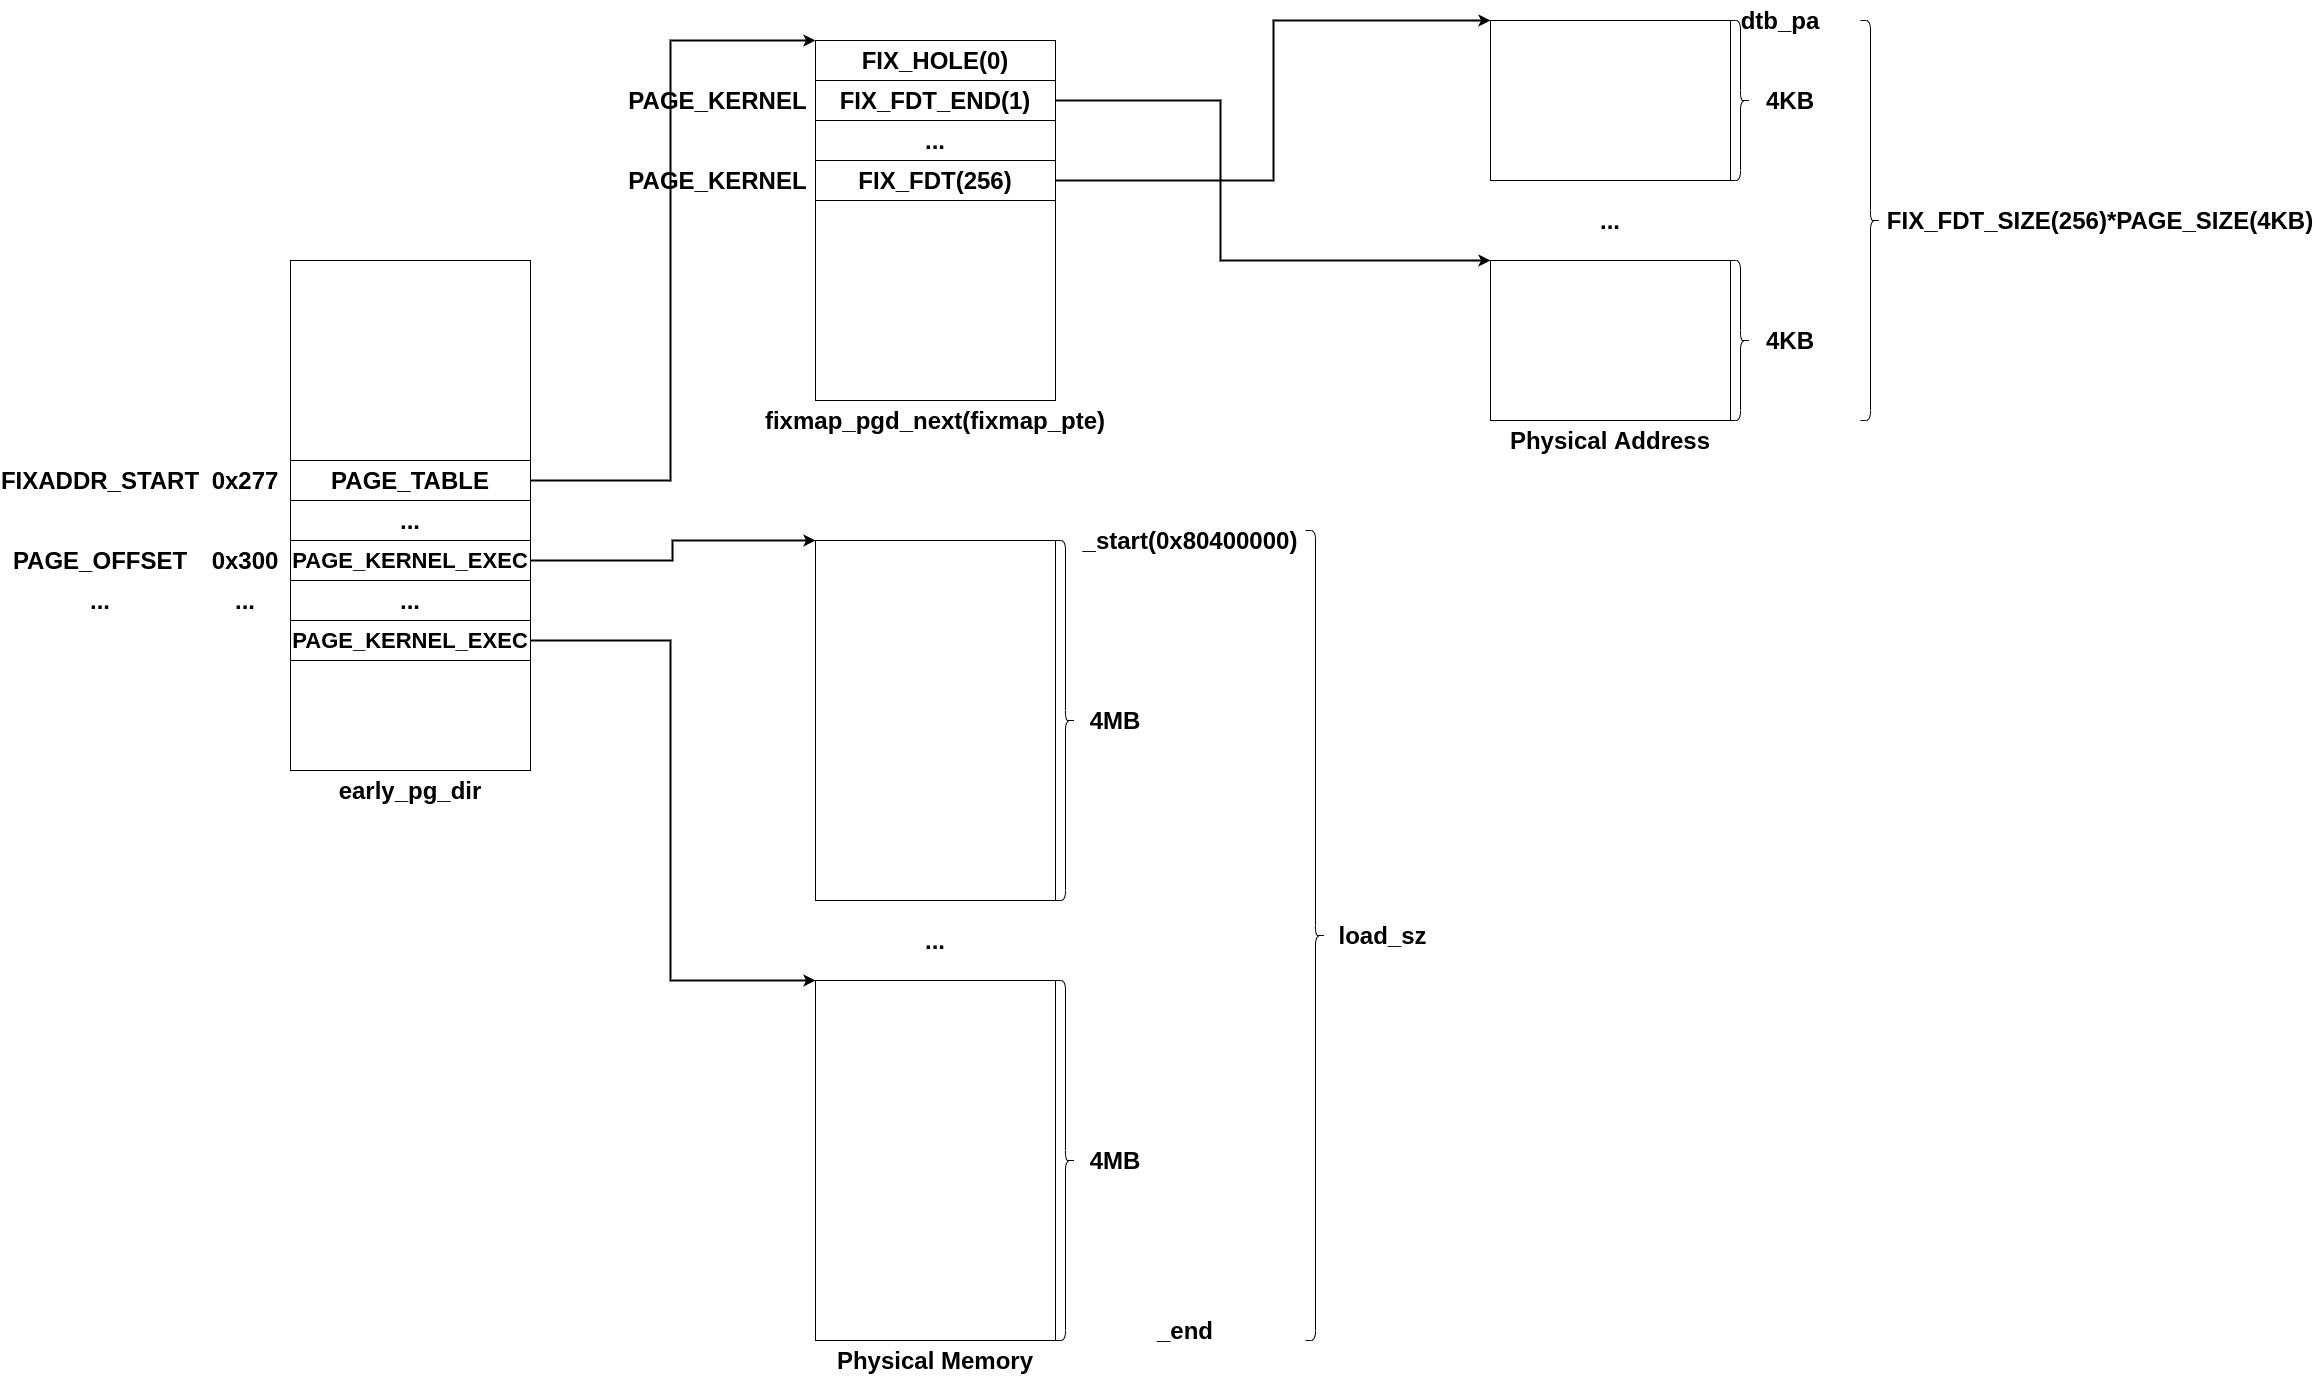 dtb_pa
FIX_HOLE(0)
PAGE_KERNEL FIX_FDT_END(1)
4KB
...
PAGE_KERNEL FIX_FDT(256)
...
FIX_FDT_SIZE(256)*PAGE_SIZE(4KB)
4KB
fixmap_pgd_next(fixmap_pte)
Physical Address
FIXADDR_START 0x277 PAGE_TABLE
...
PAGE_OFFSET 0x300 PAGE_KERNEL_EXEC
... ... ...
PAGE_KERNEL_EXEC
early_pg_dir
_start(0x80400000)
4MB
...
load_sz
4MB
_end
Physical Memory